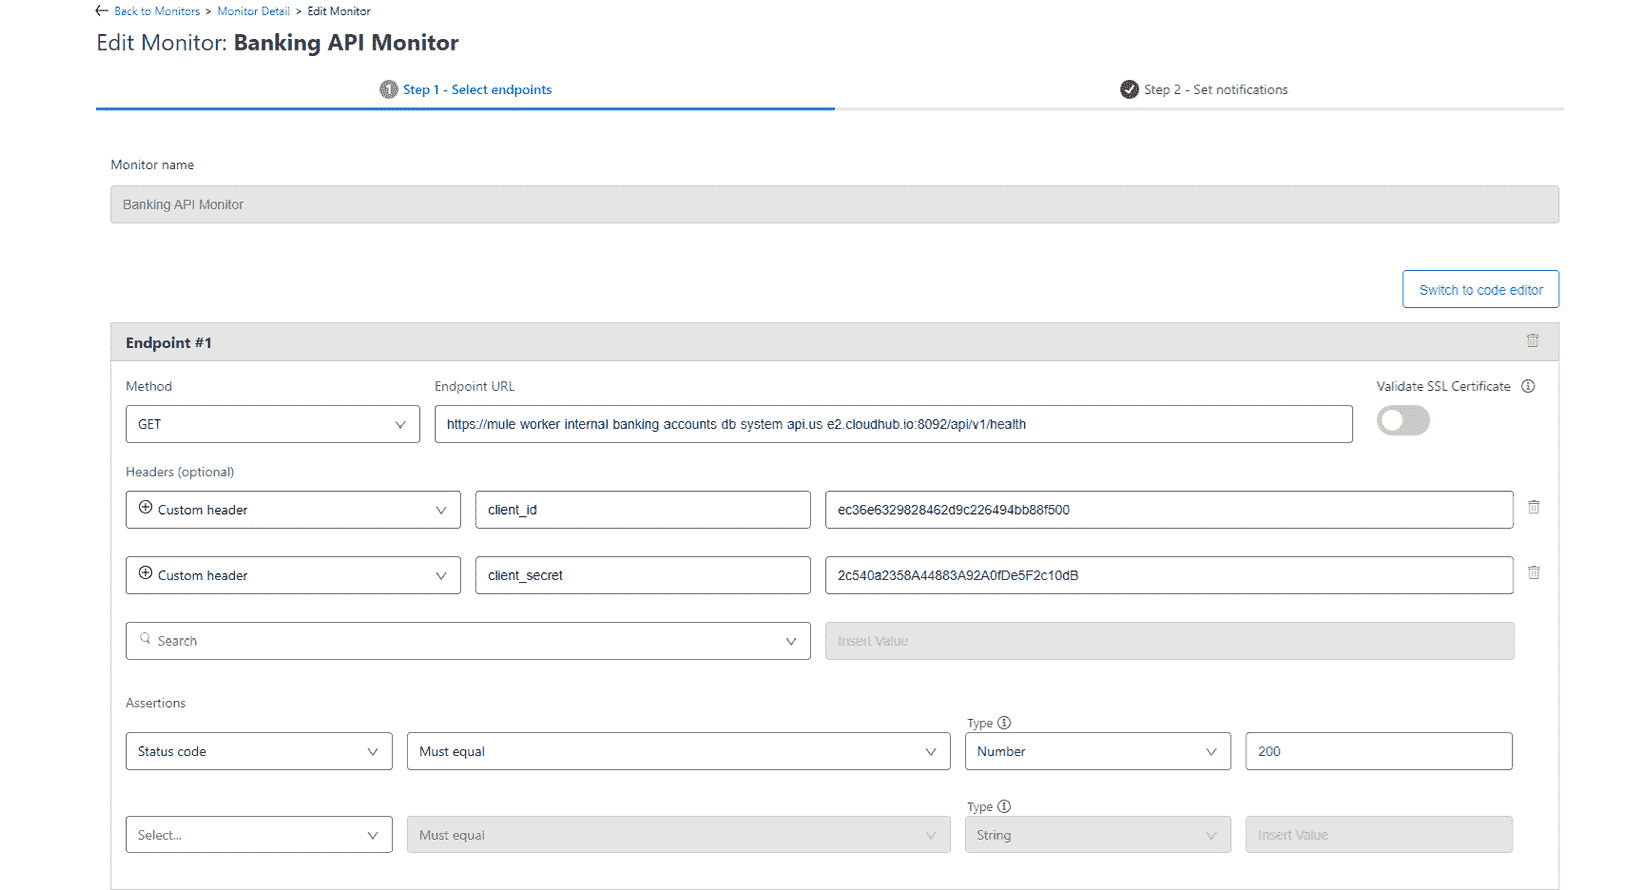 Back to Monitors > Monitor Detail > Edit Monitor
Edit Monitor: Banking API Monitor
1 Step 1 - Select endpoints
Step 2 - Set notifications
Monitor name
Banking API Monitor
Switch to code editor
Endpoint #1
Method
Endpoint URL
Validate SSL Certificate
GET
https://mule worker internal banking accounts db system api.us e2.cloudhub.io:8092/api/v1/health
Headers (optional)
Custom header
client_id
ec36e6329828462d9c226494bb88f500
Custom header
client_secret
2c540a2358A44883A92A0fDe5F2c10dB
Search
Insert Value
Assertions
Type
Status code
Must equal
Number
200
Type
Select...
Must equal
String
Insert Value